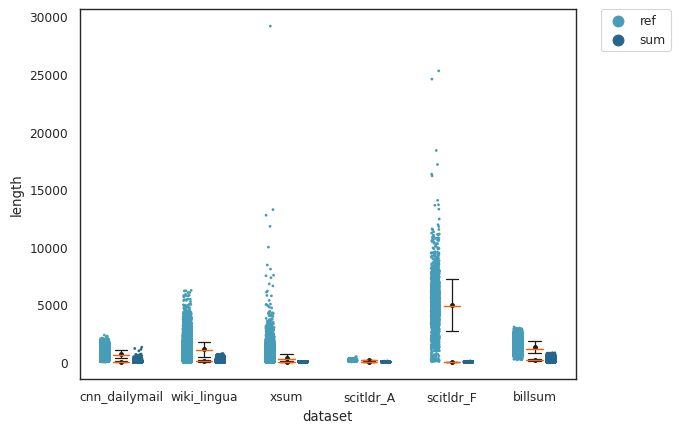 30000
25000
20000
15000
10000
5000
0
length
cnn_dailymail wiki_lingua xsum scitldr_A scitldr_F billsum
dataset
ref
sum